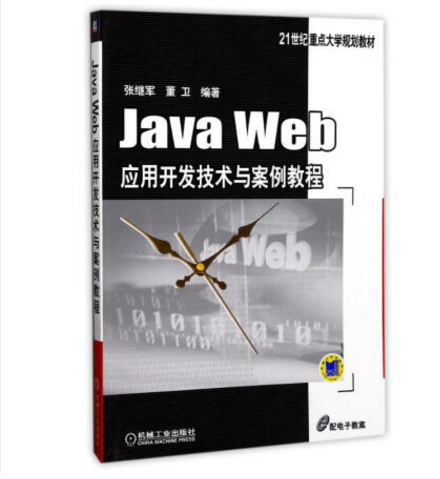 21世纪重点大学规划教材
张继军 董 卫 编著
Java Web
应用开发技术与案例教程
Java Web 应用开发技术与案例教程
Java Web
机械工业出版社
CHINA MACHINE PRESS
配电子教案